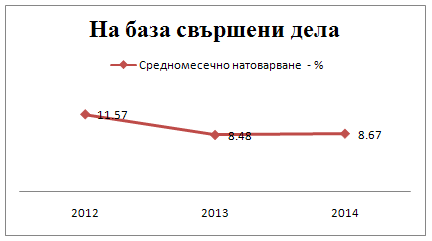 На база свършени дела
Средномесечно натоварване - %
11.57
8.48
8.67
2012 2013 2014